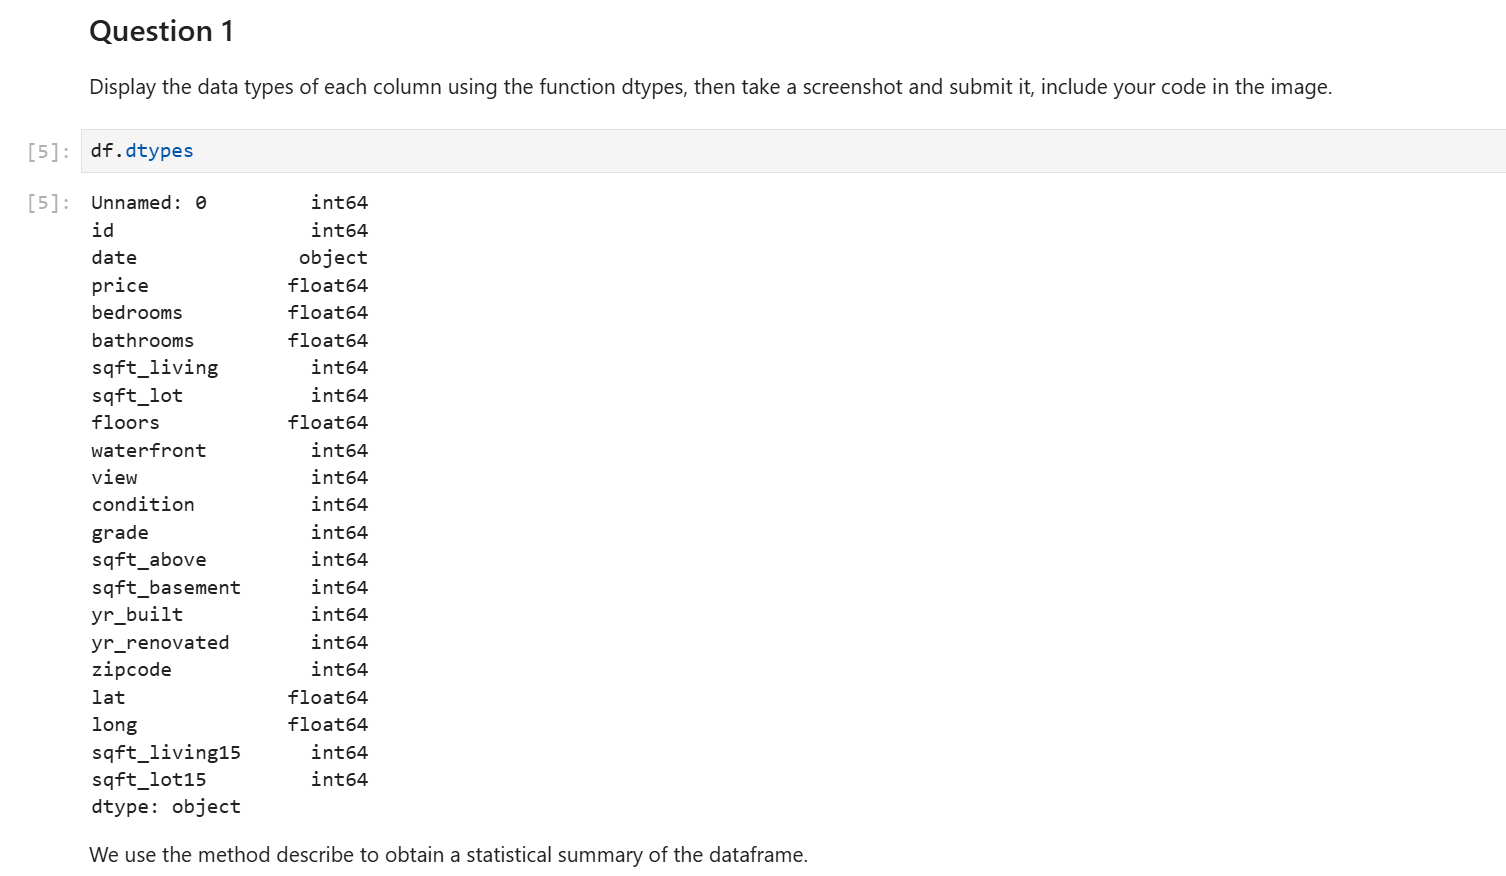 Question 1
Display the data types of each column using the function dtypes, then take a screenshot and submit it, include your code in the image.
[5]: df.dtypes
[5]: Unnamed: 0 int64
id int64
date object
price float64
bedrooms float64
bathrooms float64
sqft_living int64
sqft_lot int64
floors float64
waterfront int64
view int64
condition int64
grade int64
sqft_above int64
sqft_basement int64
yr_built int64
yr_renovated int64
zipcode int64
lat float64
long float64
sqft_living15 int64
sqft_lot15 int64
dtype: object
We use the method describe to obtain a statistical summary of the dataframe.